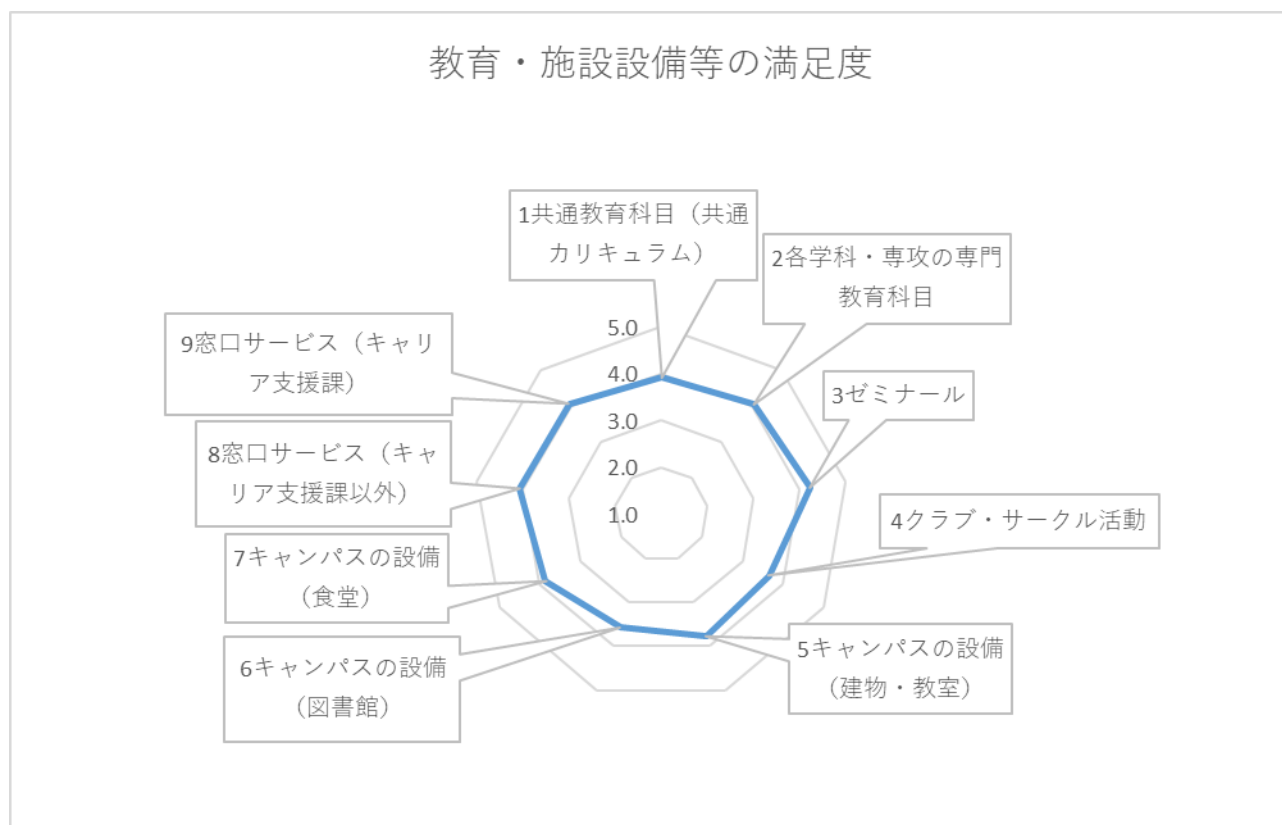 教育・施設設備等の満足度
1共通教育科目（共通
カリキュラム）
2各学科・専攻の専門
教育科目
3ゼミナール
4クラブ・サークル活動
5キャンパスの設備
（建物・教室）
6キャンパスの設備
（図書館）
7キャンパスの設備
（食堂）
8窓口サービス（キャ
リア支援課以外）
9窓口サービス（キャリ
ア支援課）
5.0
4.0
3.0
2.0
1.0